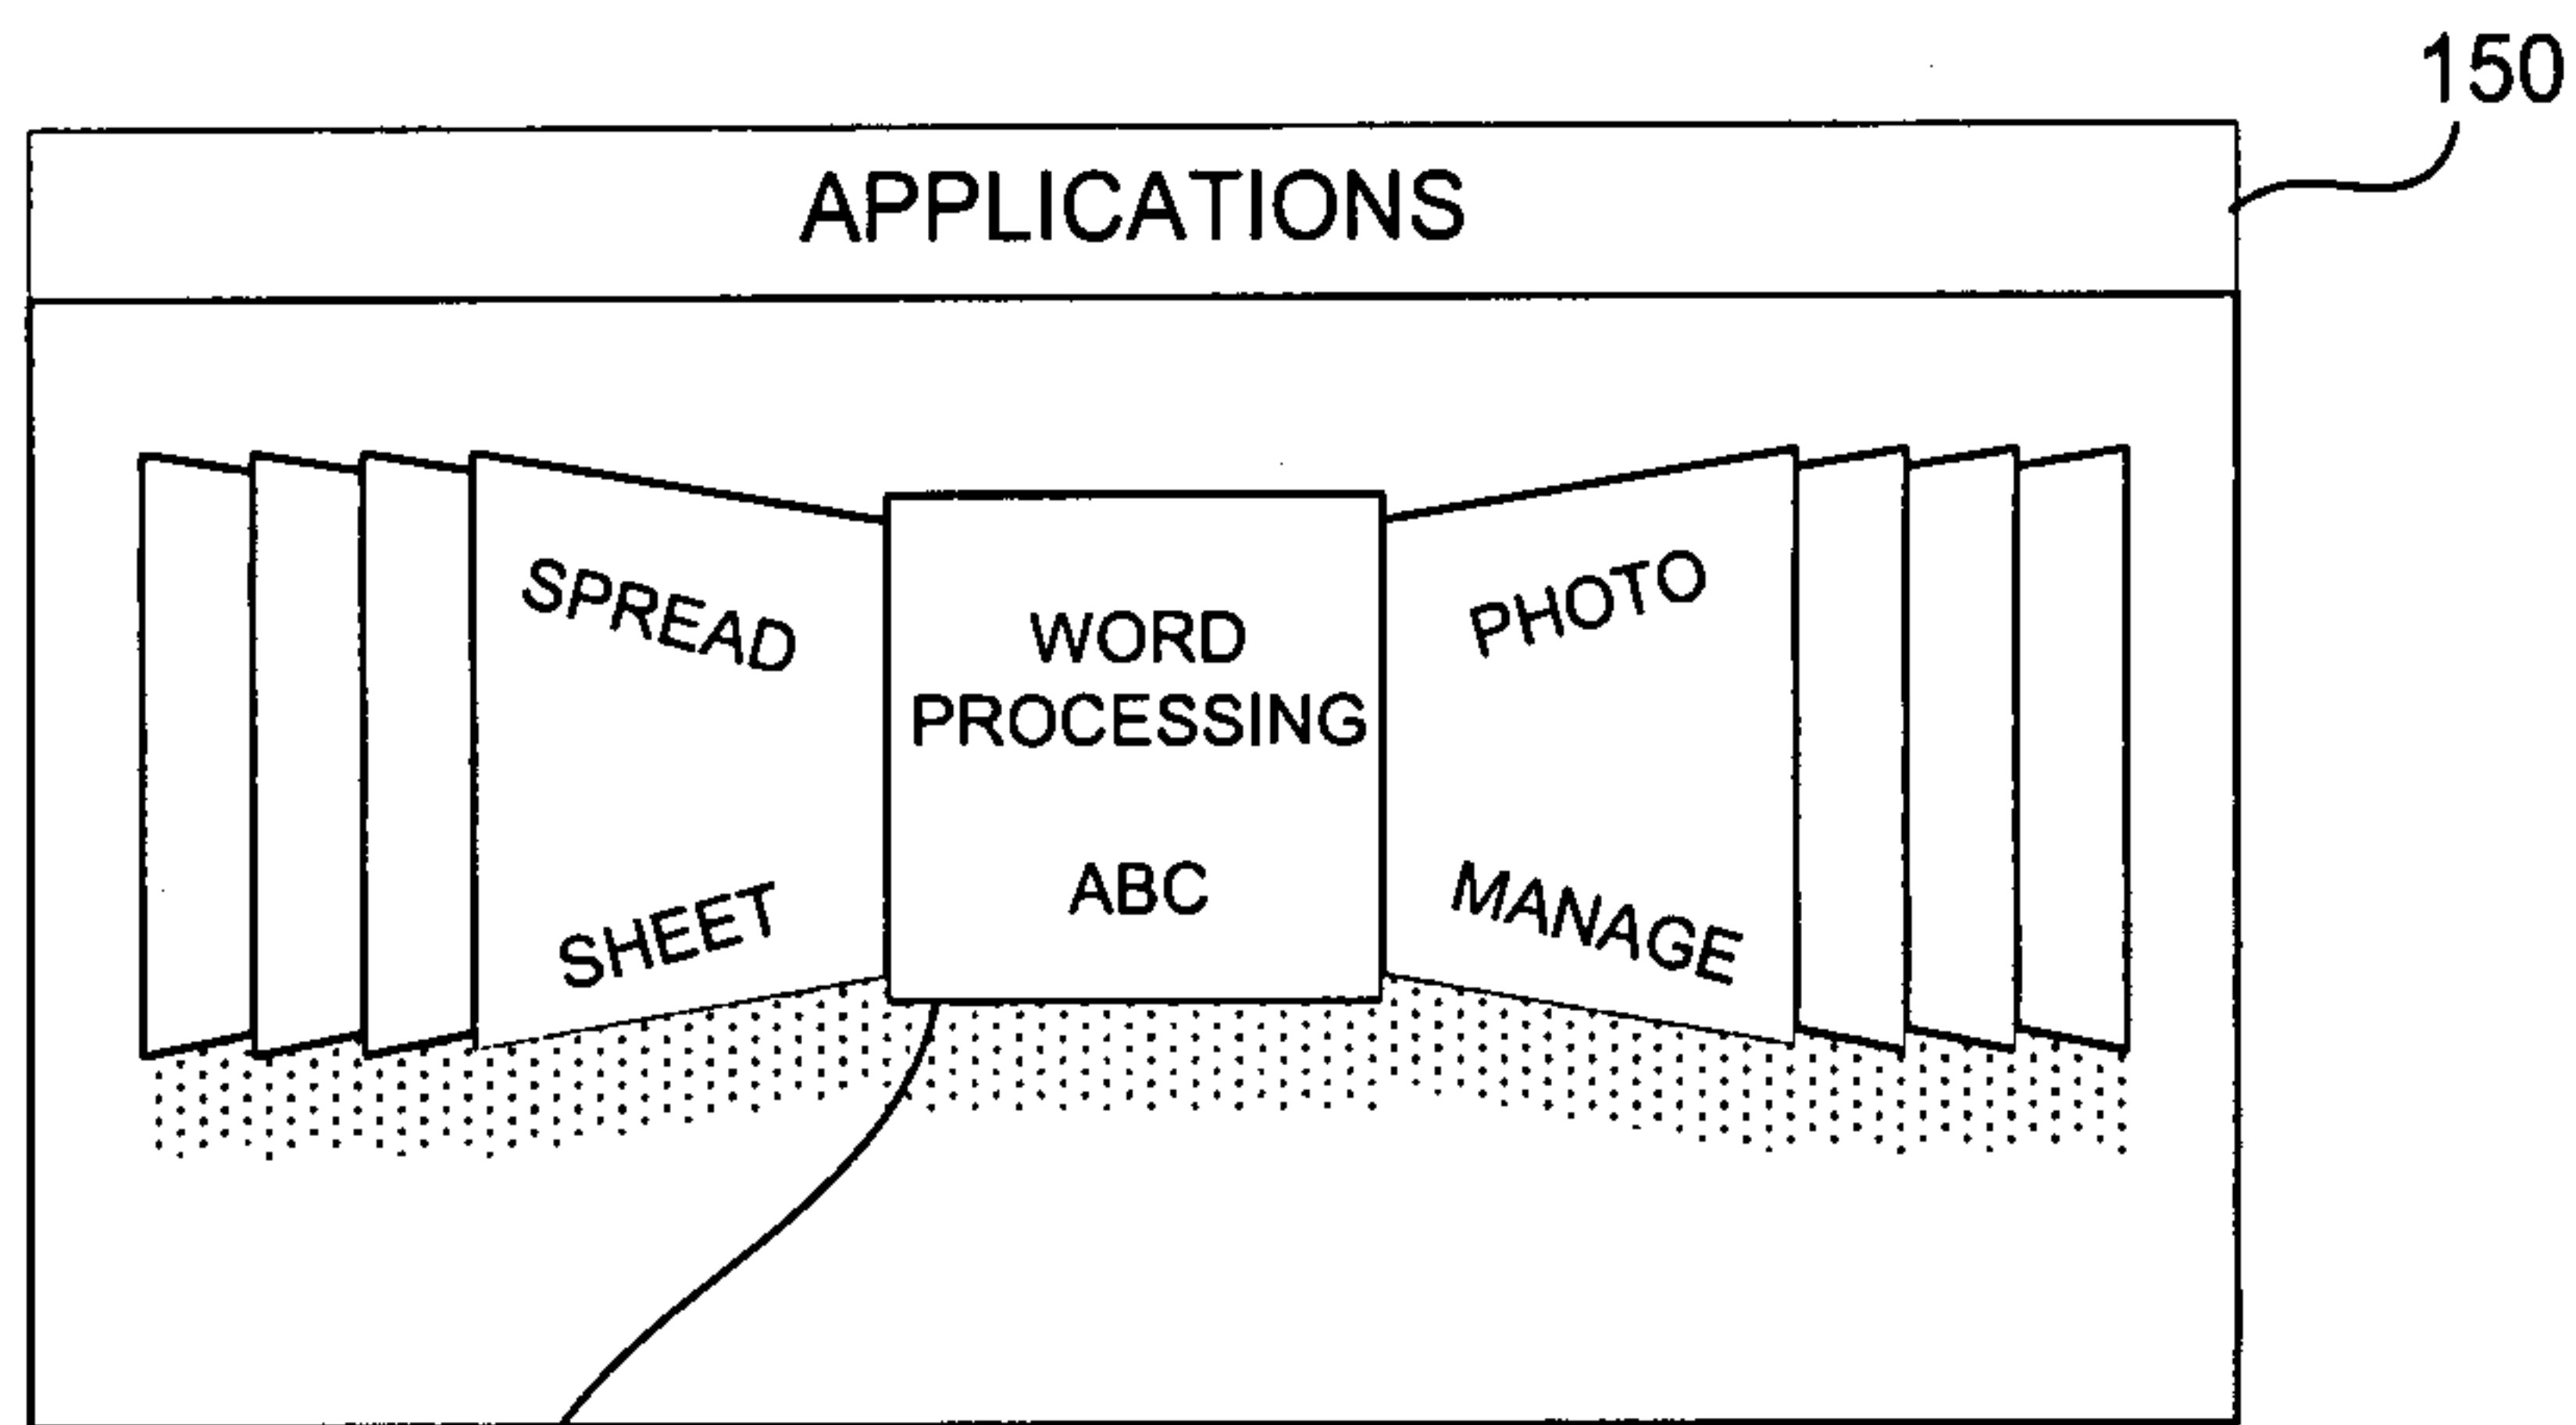 150
APPLICATIONS
SPREAD
SHEET
WORD
PROCESSING
ABC
PHOTO
MANAGE